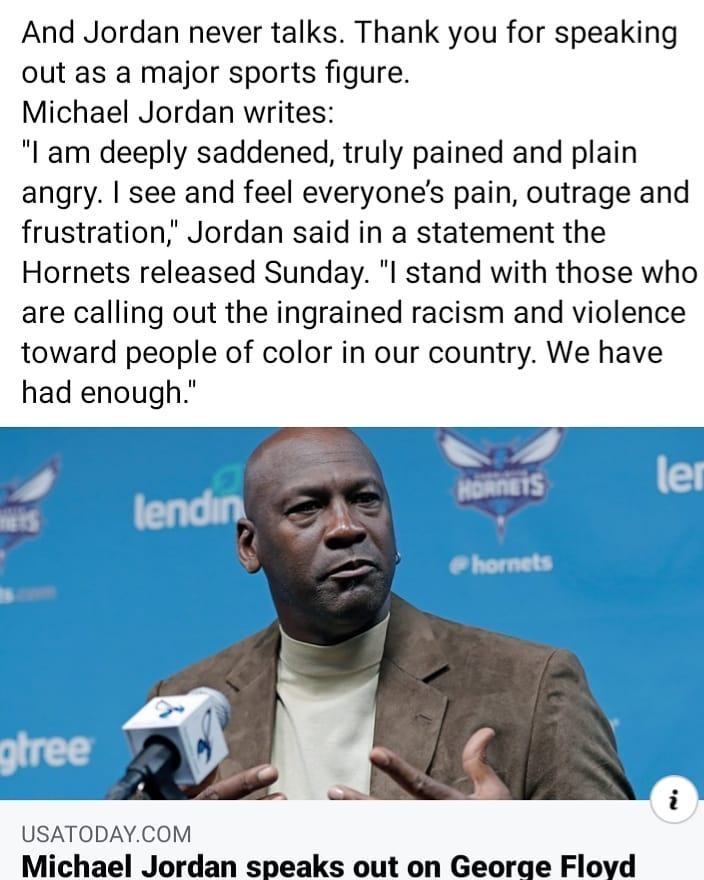 And Jordan never talks. Thank you for speaking
out as a major sports figure.
Michael Jordan writes:
"I am deeply saddened, truly pained and plain
angry. I see and feel everyone's pain, outrage and
frustration," Jordan said in a statement the
Hornets released Sunday. "I stand with those who
are calling out the ingrained racism and violence
toward people of color in our country. We have
had enough."
lendin
HORNETS
ler
@hornets
gtree
i
USATODAY.COM
Michael Jordan speaks out on George Floyd